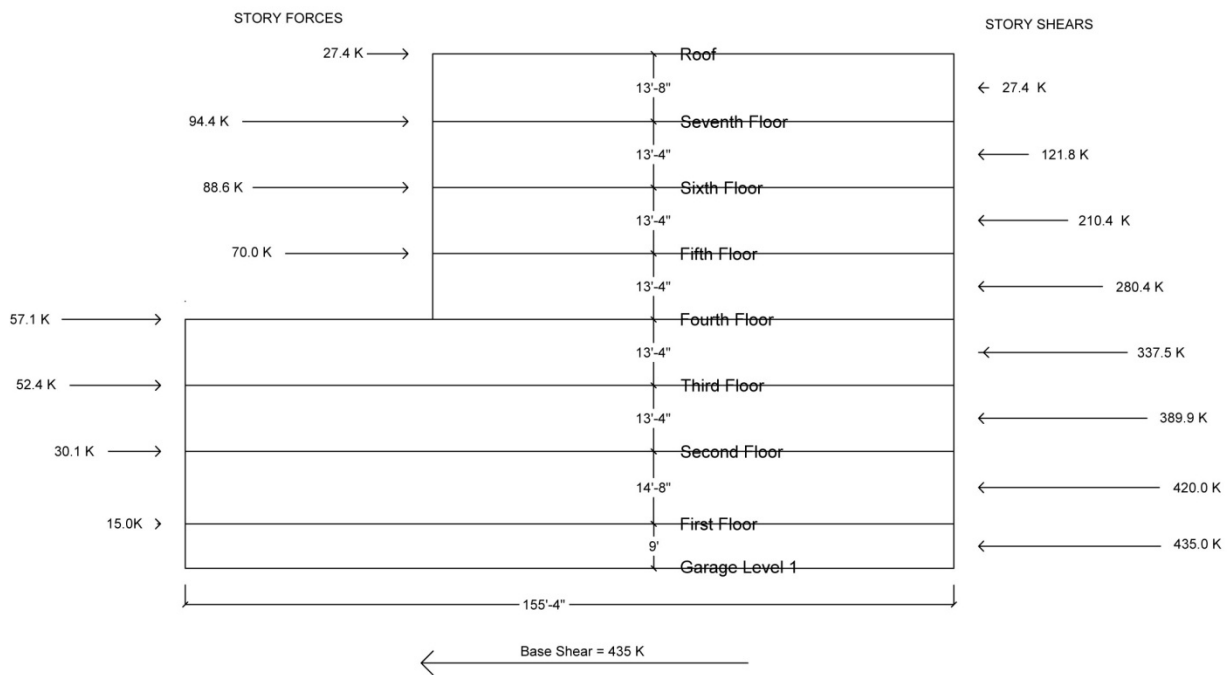 STORY FORCES
STORY SHEARS
27.4 K
Roof
13'-8"
27.4 K
94.4 K
Seventh Floor
13'-4"
121.8 K
88.6 K
Sixth Floor
13'-4"
210.4 K
70.0 K
Fifth Floor
13'-4"
280.4 K
57.1 K
Fourth Floor
13'-4"
337.5 K
52.4 K
Third Floor
13'-4"
389.9 K
30.1 K
Second Floor
14'-8"
420.0 K
15.0K
First Floor
9'
435.0 K
Garage Level 1
155'-4"
Base Shear = 435 K